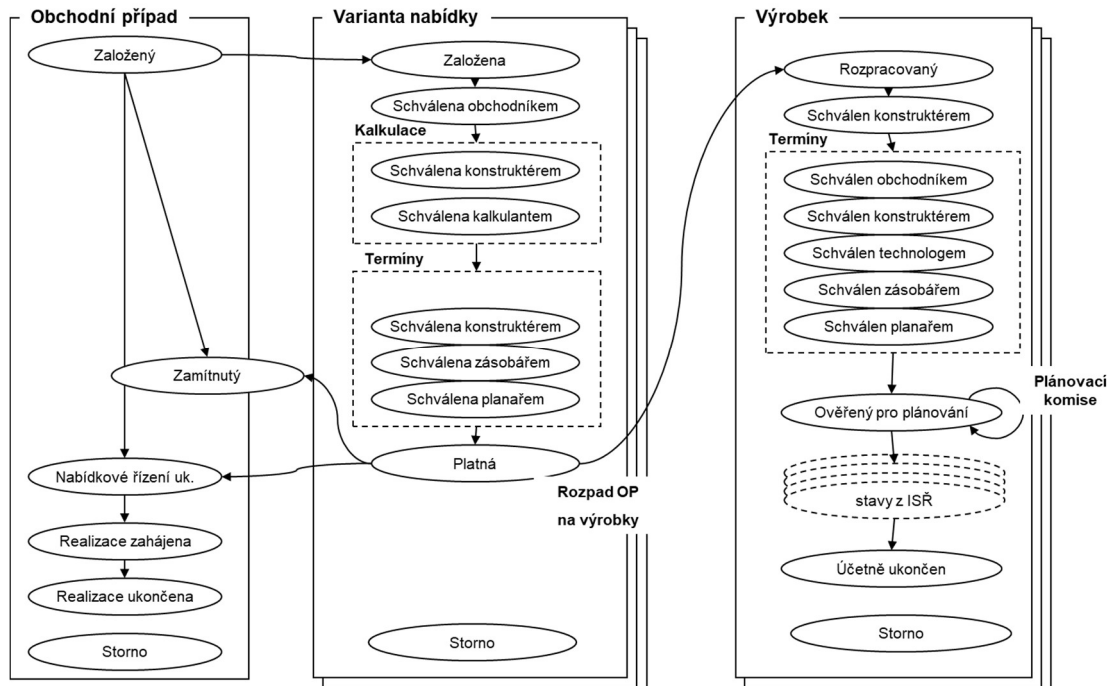 Obchodní případ
Založený
Zamítnutý
Nabídkové řízení uk.
Realizace zahájena
Realizace ukončena
Storno
Varianta nabídky
Založena
Schválena obchodníkem
Kalkulace
Schválena konstruktérem
Schválena kalkulantem
Termíny
Schválena konstruktérem
Schválena zásobářem
Schválena planařem
Platná
Rozpad OP
na výrobky
Storno
Výrobek
Rozpracovaný
Schválen konstruktérem
Termíny
Schválen obchodníkem
Schválen konstruktérem
Schválen technologem
Schválen zásobářem
Schválen planařem
Ověřený pro plánování
Plánovací
komise
stavy z ISŘ
Účetně ukončen
Storno